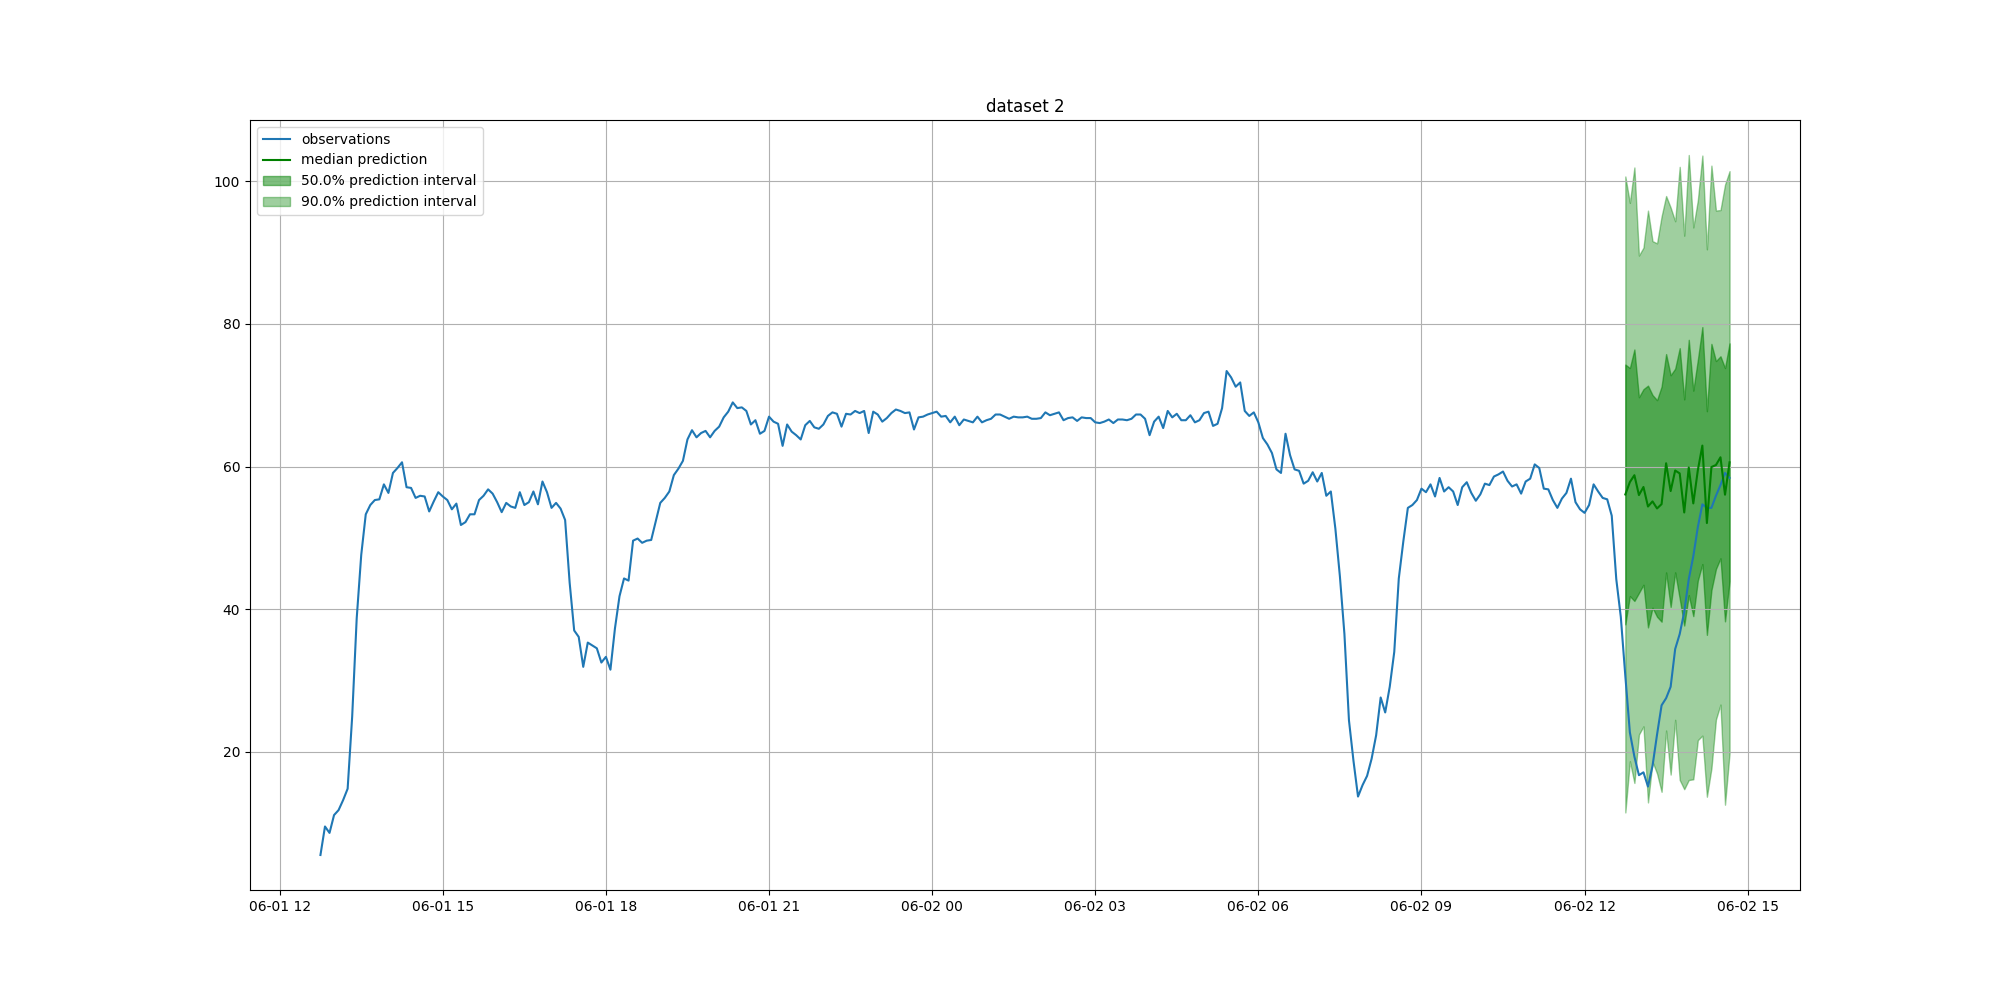 dataset 2
observations
median prediction
50.0% prediction interval
90.0% prediction interval
100
80
60
40
20
06-01 12 06-01 15 06-01 18 06-01 21 06-02 00 06-02 03 06-02 06 06-02 09 06-02 12 06-02 15